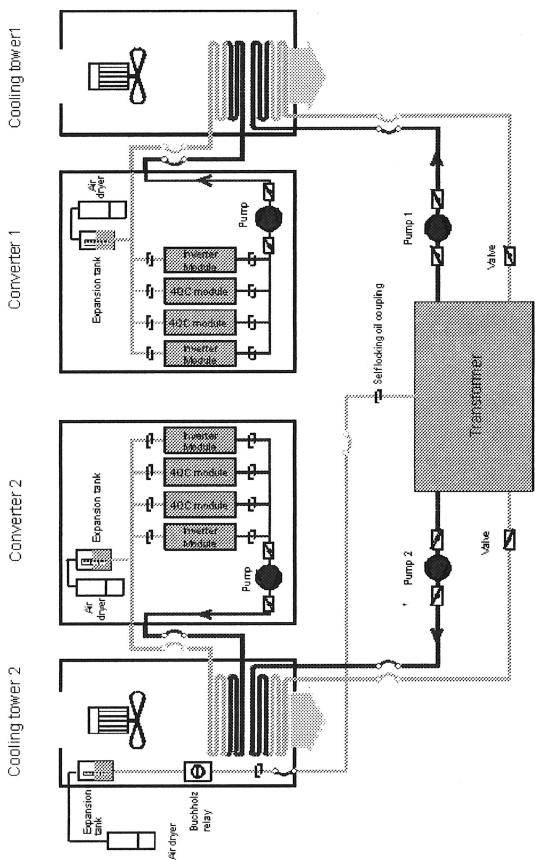 Cooling tower 2
Converter 2
Converter 1
Cooling tower1
Expansion
tank
Air dryer
Buchholz
relay
Air
dryer
Expansion tank
Inverter
Module
4QC module
4QC module
Inverter
Module
Pump
Air
dryer
Expansion tank
Inverter
Module
4QC module
4QC module
Inverter
Module
Pump
Self locking oil coupling
Pump 2
Valve
Transformer
Pump 1
Valve